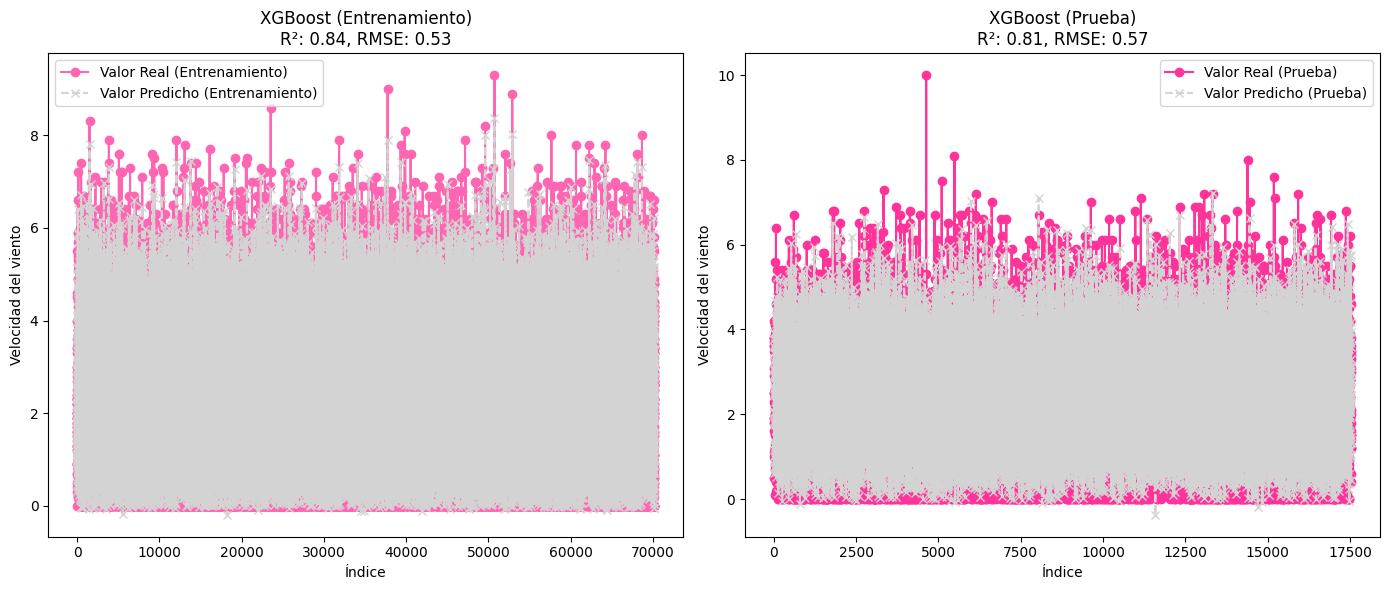 XGBoost (Entrenamiento)
R²: 0.84, RMSE: 0.53
Valor Real (Entrenamiento)
Valor Predicho (Entrenamiento)
Velocidad del viento
8
6
4
2
0
0
10000
20000
30000
40000
50000
60000
70000
Índice
XGBoost (Prueba)
R²: 0.81, RMSE: 0.57
Valor Real (Prueba)
Valor Predicho (Prueba)
Velocidad del viento
10
8
6
4
2
0
0
2500
5000
7500
10000
12500
15000
17500
Índice